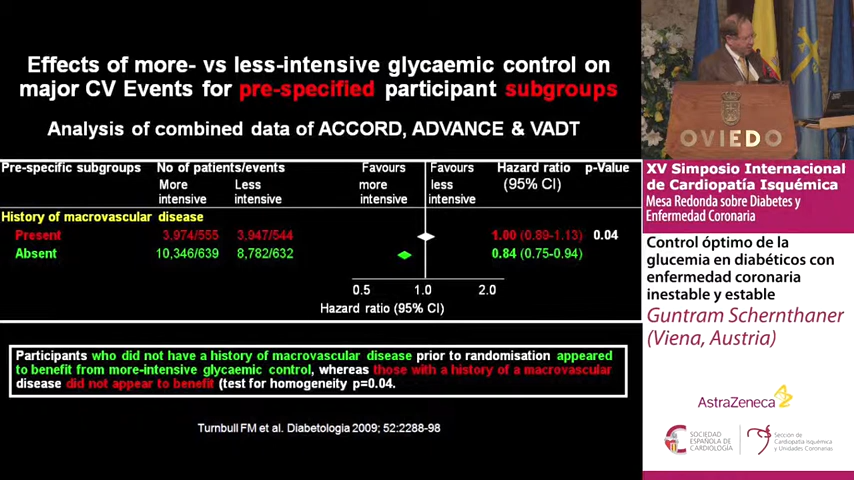 Effects of more- vs less-intensive glycaemic control on
major CV Events for pre-specified participant subgroups
Analysis of combined data of ACCORD, ADVANCE & VADT
Pre-specific subgroups No of patients/events Favours Favours Hazard ratio p-Value
More Less more less (95% CI)
intensive intensive intensive intensive
History of macrovascular disease
Present 3,974/555 3,947/544 1.00 (0.89-1.13) 0.04
Absent 10,346/639 8,782/632 0.84 (0.75-0.94)
0.5 1.0 2.0
Hazard ratio (95% CI)
Participants who did not have a history of macrovascular disease prior to randomisation appeared
to benefit from more-intensive glycaemic control, whereas those with a history of a macrovascular
disease did not appear to benefit (test for homogeneity p=0.04.
Turnbull FM et al. Diabetologia 2009; 52:2288-98
OVIEDO
XV Simposio Internacional
de Cardiopatía Isquémica
Mesa Redonda sobre Diabetes y
Enfermedad Coronaria
Control óptimo de la
glucemia en diabéticos con
enfermedad coronaria
inestable y estable
Guntram Schernthaner
(Viena, Austria)
AstraZeneca
SOCIEDAD
ESPAÑOLA DE
CARDIOLOGÍA
Sección de
Cardiopatía Isquémica
y Unidades Coronarias